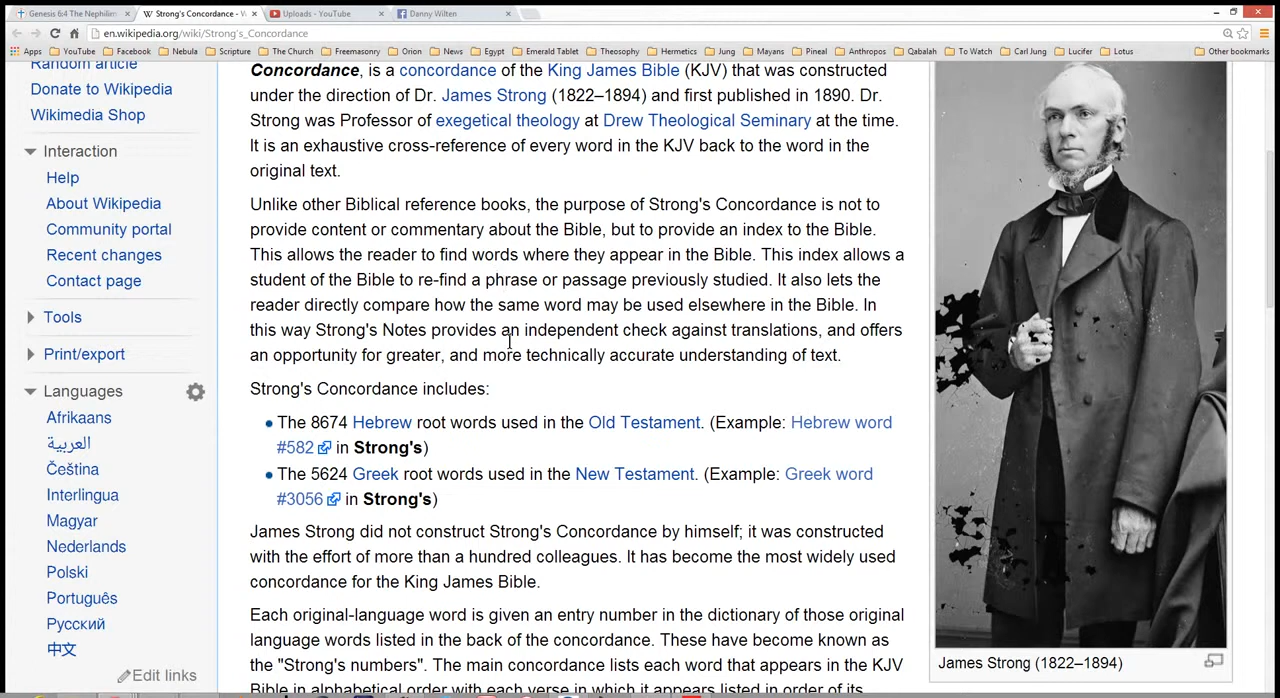 Genesis 6:4 The Nephilim
Strong's Concordance - W
Uploads - YouTube
Danny Wilten
en.wikipedia.org/wiki/Strong's_Concordance
Apps YouTube Facebook Nebula Scripture The Church Freemasonry Orion News Egypt Emerald Tablet Theosophy Hermetics Jung Mayans Pineal Anthropos Qabalah To Watch Carl Jung Lucifer Lotus Other bookmarks
Random article
Donate to Wikipedia
Wikimedia Shop
Interaction
Help
About Wikipedia
Community portal
Recent changes
Contact page
Tools
Print/export
Languages
Afrikaans
العربية
Čeština
Interlingua
Magyar
Nederlands
Polski
Português
Русский
中文
Edit links
Concordance, is a concordance of the King James Bible (KJV) that was constructed
under the direction of Dr. James Strong (1822–1894) and first published in 1890. Dr.
Strong was Professor of exegetical theology at Drew Theological Seminary at the time.
It is an exhaustive cross-reference of every word in the KJV back to the word in the
original text.
Unlike other Biblical reference books, the purpose of Strong's Concordance is not to
provide content or commentary about the Bible, but to provide an index to the Bible.
This allows the reader to find words where they appear in the Bible. This index allows a
student of the Bible to re-find a phrase or passage previously studied. It also lets the
reader directly compare how the same word may be used elsewhere in the Bible. In
this way Strong's Notes provides an independent check against translations, and offers
an opportunity for greater, and more technically accurate understanding of text.
Strong's Concordance includes:
The 8674 Hebrew root words used in the Old Testament. (Example: Hebrew word
#582 in Strong's)
The 5624 Greek root words used in the New Testament. (Example: Greek word
#3056 in Strong's)
James Strong did not construct Strong's Concordance by himself; it was constructed
with the effort of more than a hundred colleagues. It has become the most widely used
concordance for the King James Bible.
Each original-language word is given an entry number in the dictionary of those original
language words listed in the back of the concordance. These have become known as
the "Strong's numbers". The main concordance lists each word that appears in the KJV
Bible in alphabetical order with each verse in which it appears listed in order of its
James Strong (1822–1894)